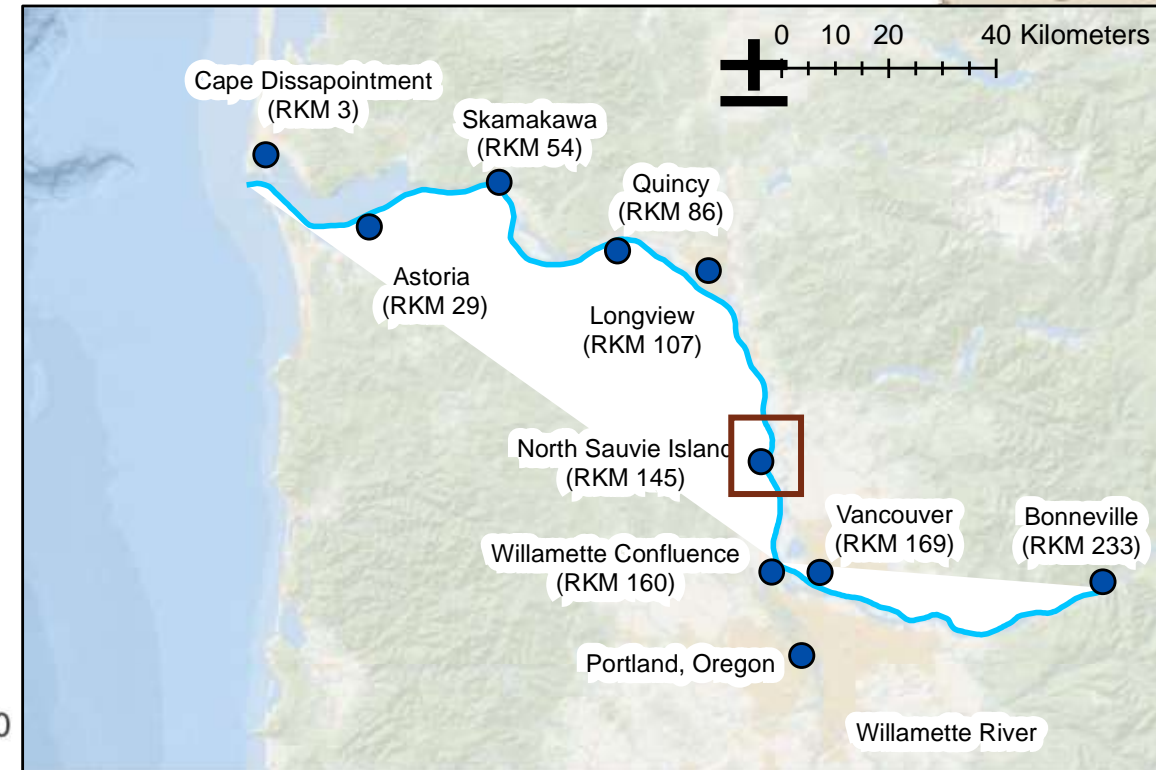 0 10 20 40 Kilometers
Cape Dissapointment
(RKM 3)
Skamakawa
(RKM 54)
Quincy
(RKM 86)
Astoria
(RKM 29)
Longview
(RKM 107)
North Sauvie Island
(RKM 145)
Vancouver
(RKM 169)
Bonneville
(RKM 233)
Willamette Confluence
(RKM 160)
Portland, Oregon
Willamette River
0